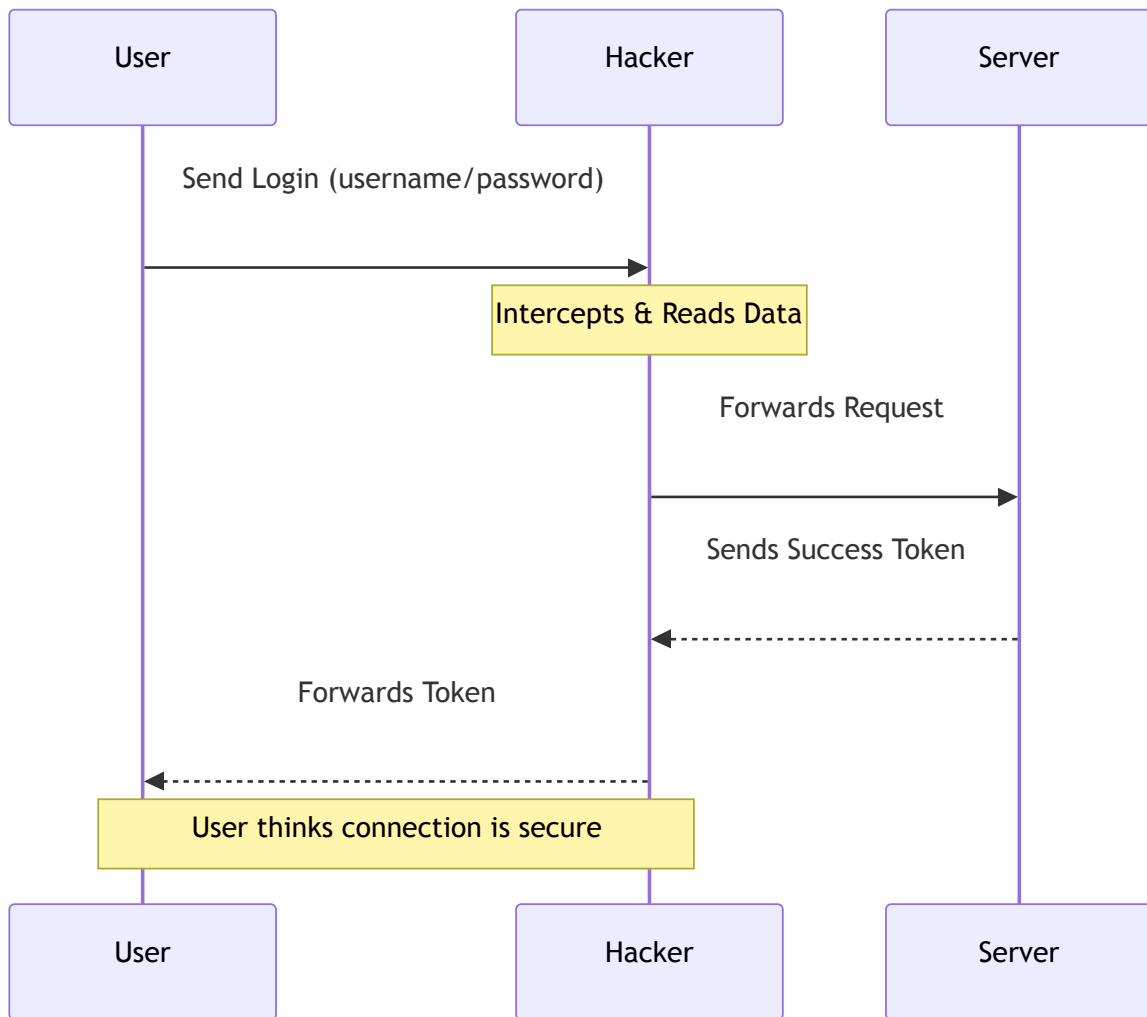 User
Hacker
Server
Send Login (username/password)
Intercepts & Reads Data
Forwards Request
Sends Success Token
Forwards Token
User thinks connection is secure
User
Hacker
Server